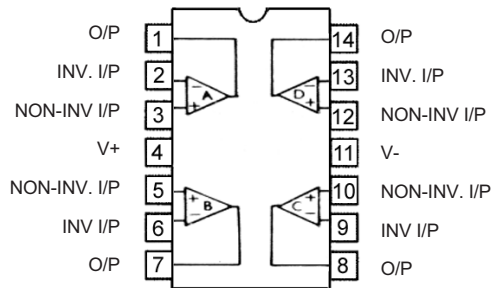 O/P 1 14 O/P
INV. I/P 2 − A D − 13 INV. I/P
NON-INV I/P 3 + + 12 NON-INV I/P
V+ 4 11 V-
NON-INV. I/P 5 + B C + 10 NON-INV. I/P
INV I/P 6 − − 9 INV I/P
O/P 7 8 O/P